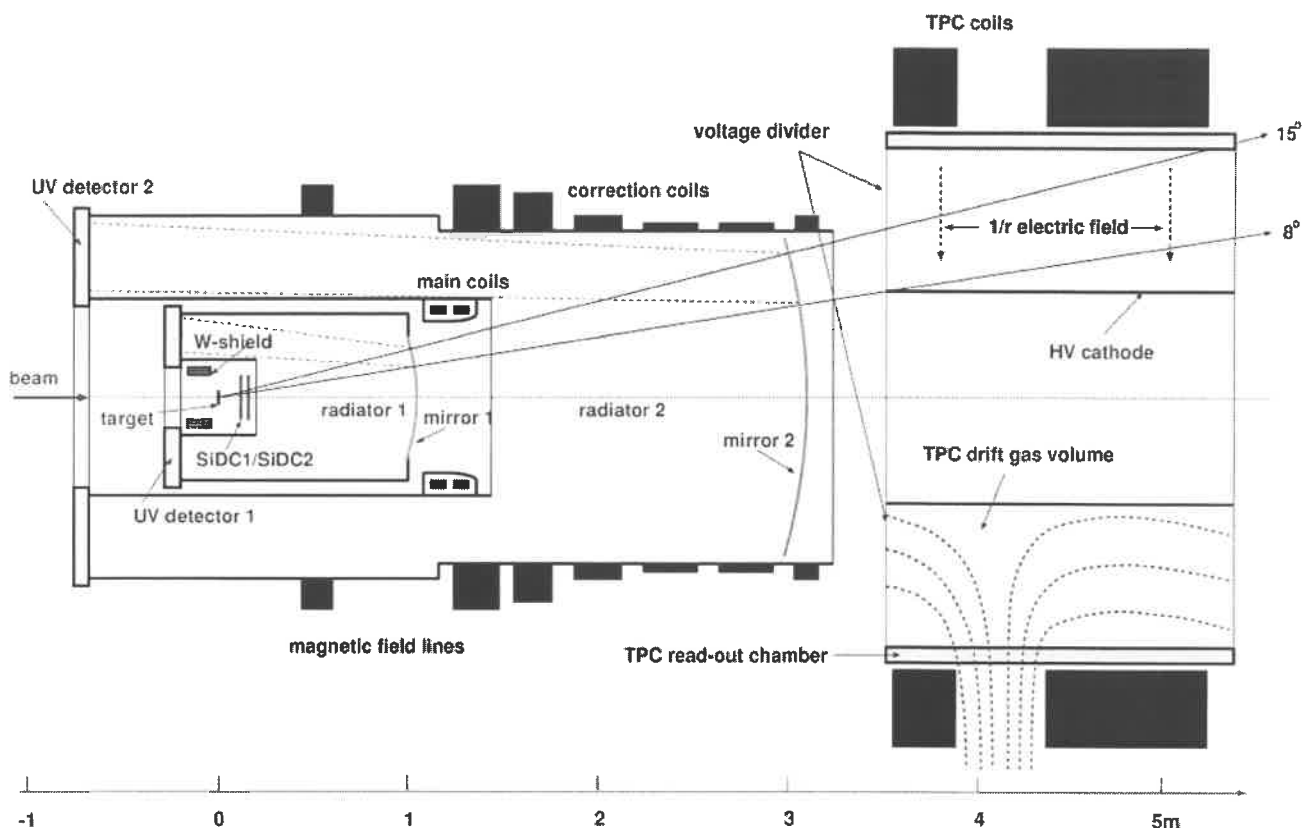 TPC coils
voltage divider
15°
UV detector 2
correction coils
1/r electric field
8°
main coils
W-shield
HV cathode
beam
target
radiator 1
mirror 1
radiator 2
mirror 2
SiDC1/SiDC2
TPC drift gas volume
UV detector 1
magnetic field lines
TPC read-out chamber
-1 0 1 2 3 4 5m